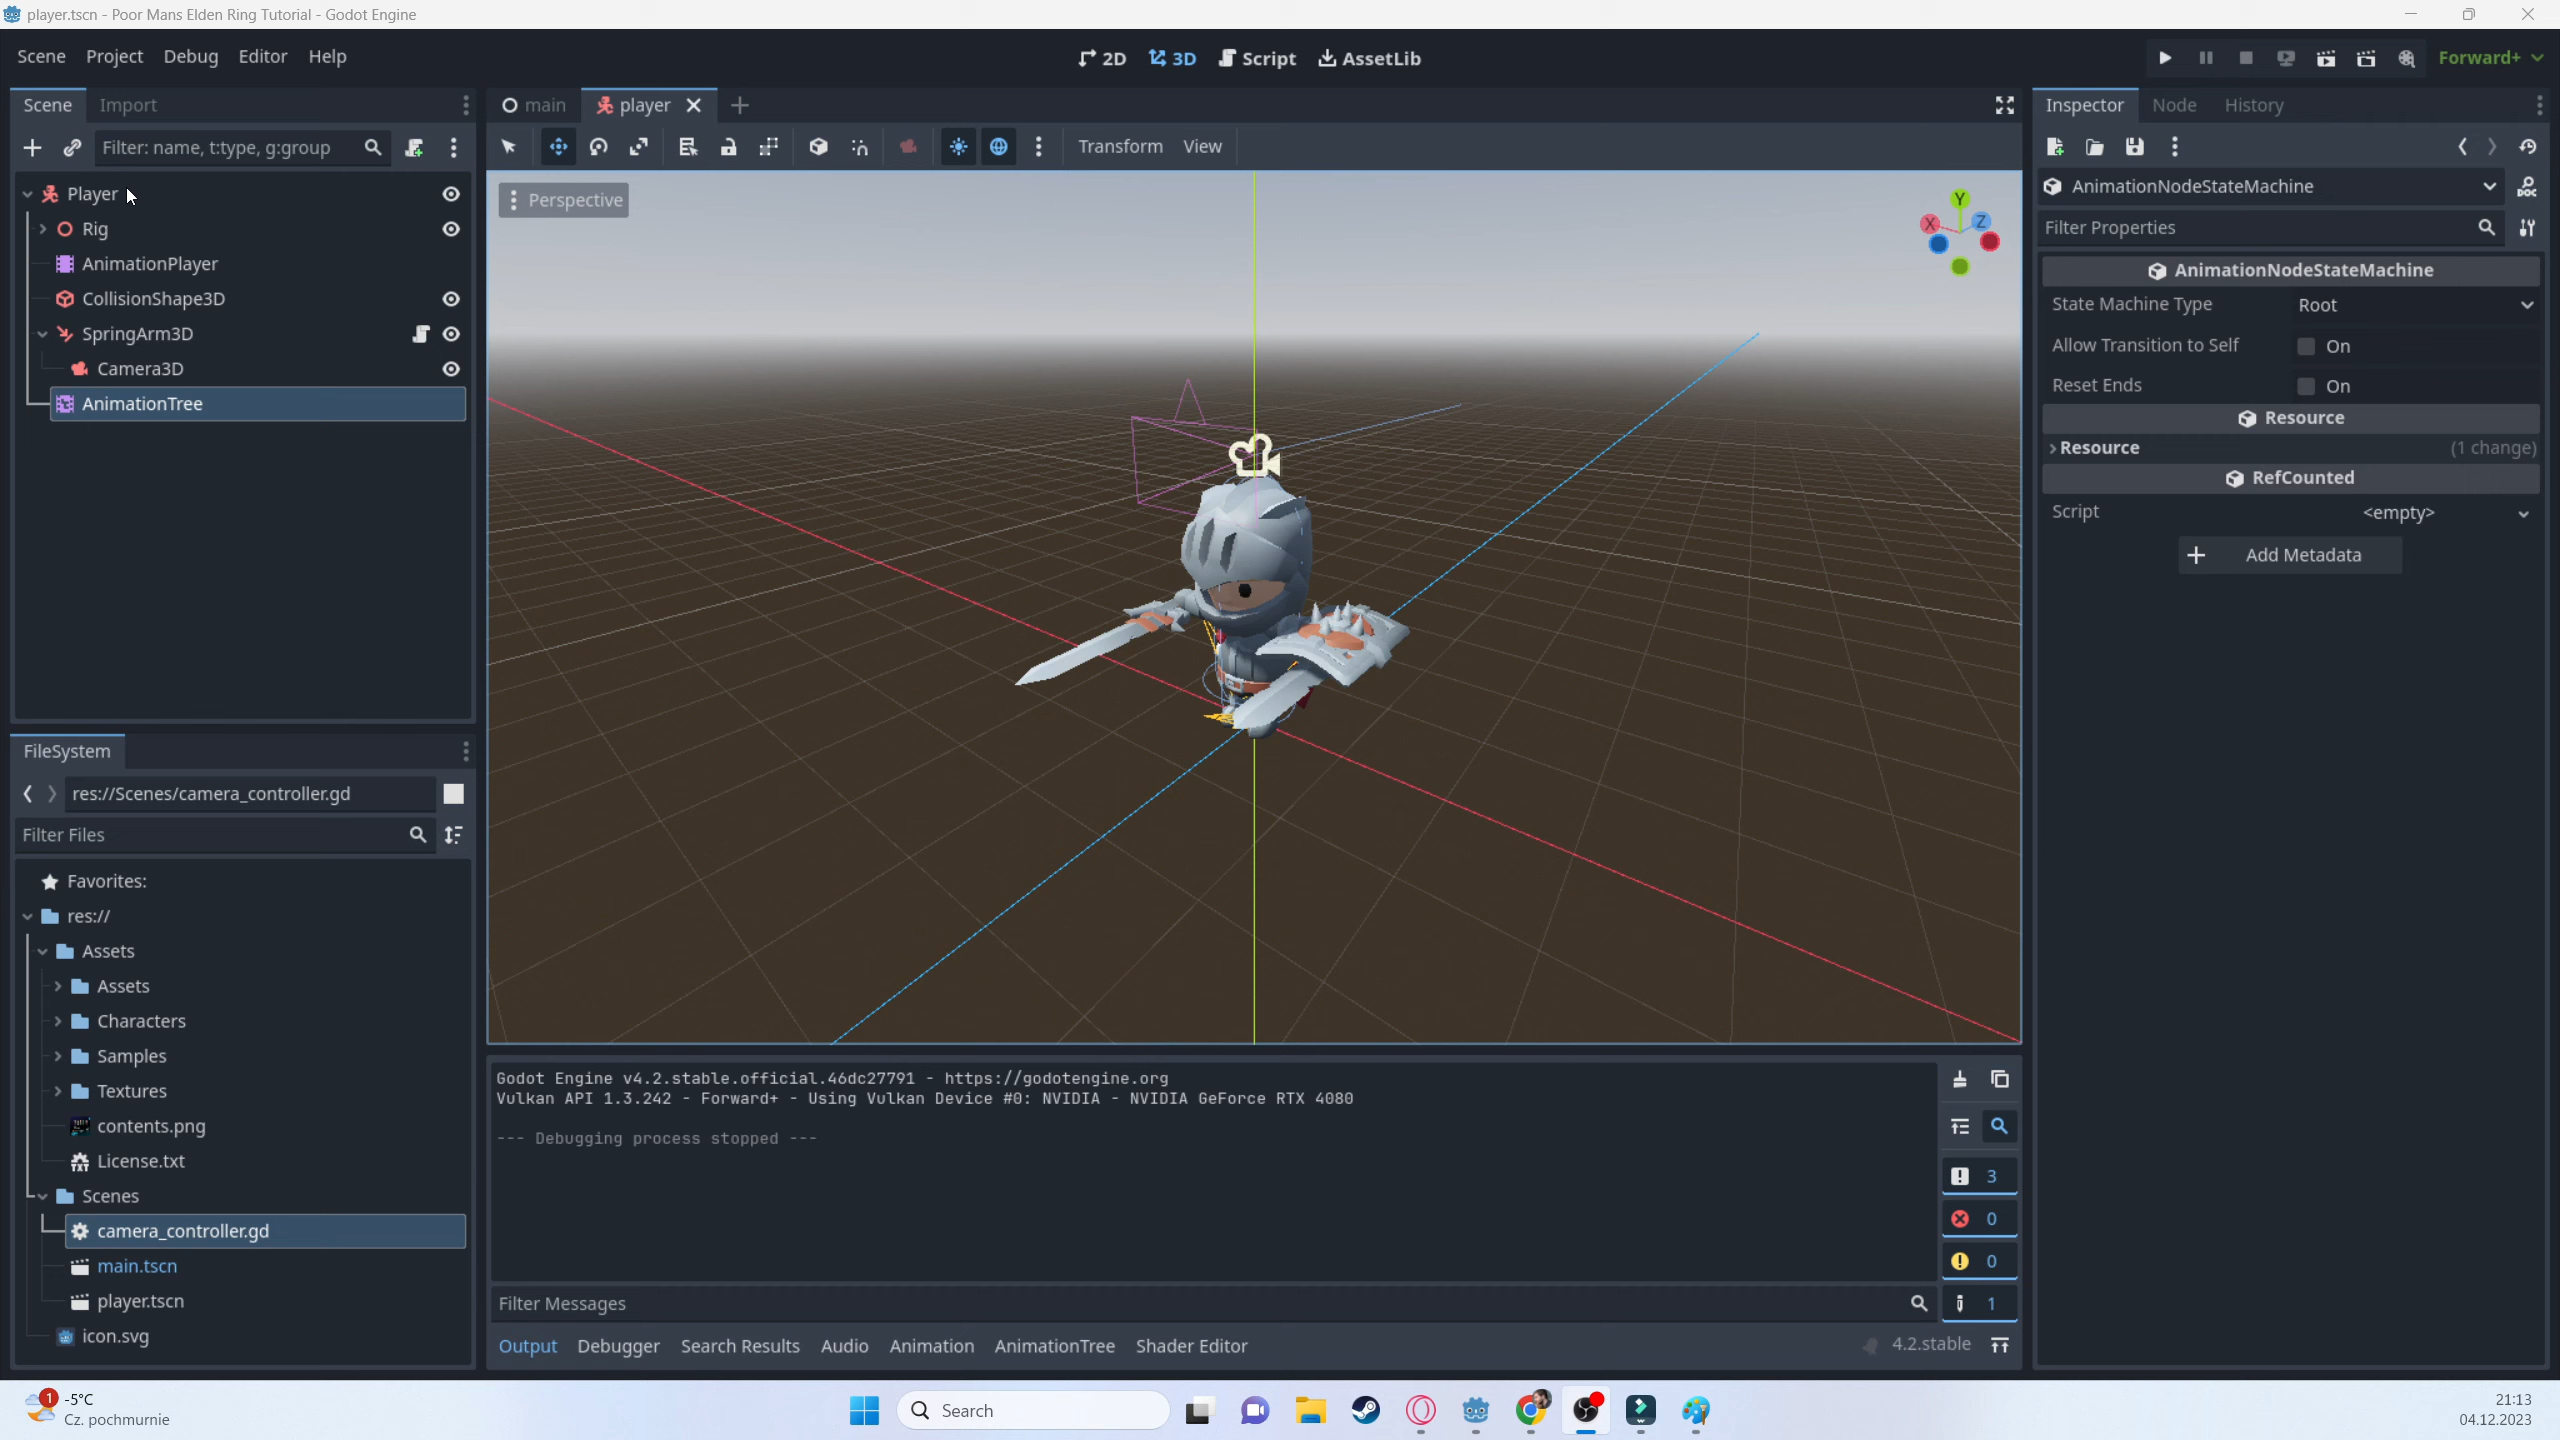 player.tscn - Poor Mans Elden Ring Tutorial - Godot Engine
Scene Project Debug Editor Help
2D 3D Script AssetLib
Forward+
Scene Import
Filter: name, t:type, g:group
Player
Rig
AnimationPlayer
CollisionShape3D
SpringArm3D
Camera3D
AnimationTree
FileSystem
res://Scenes/camera_controller.gd
Filter Files
Favorites:
res://
Assets
Assets
Characters
Samples
Textures
contents.png
License.txt
Scenes
camera_controller.gd
main.tscn
player.tscn
icon.svg
main player
Transform View
Perspective
Y
X
Z
Godot Engine v4.2.stable.official.46dc27791 - https://godotengine.org
Vulkan API 1.3.242 - Forward+ - Using Vulkan Device #0: NVIDIA - NVIDIA GeForce RTX 4080
--- Debugging process stopped ---
3
0
0
1
Filter Messages
Output Debugger Search Results Audio Animation AnimationTree Shader Editor
4.2.stable
Inspector Node History
AnimationNodeStateMachine
DOC
Filter Properties
AnimationNodeStateMachine
State Machine Type Root
Allow Transition to Self On
Reset Ends On
Resource
Resource (1 change)
RefCounted
Script <empty>
Add Metadata
1
-5°C
Cz. pochmurnie
Search
21:13
04.12.2023